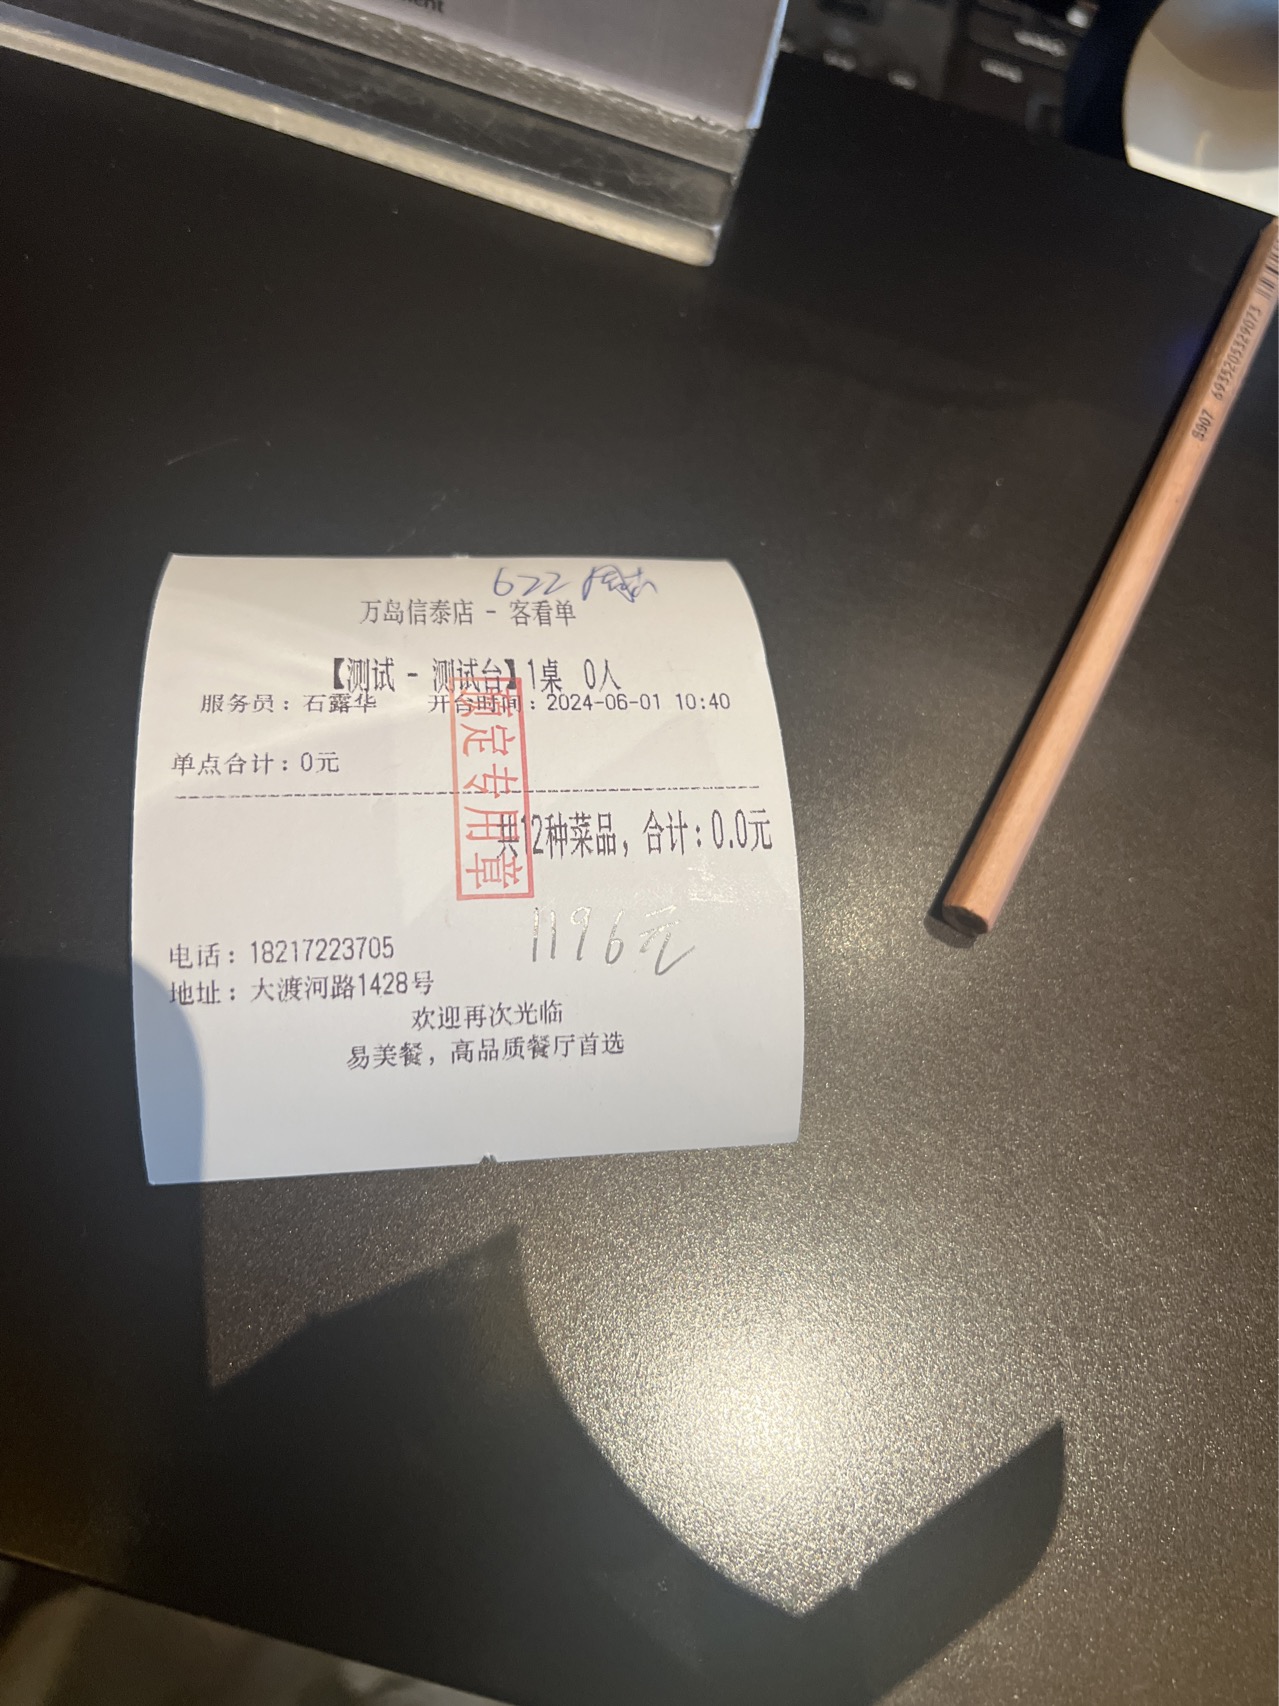 ent
S907 6935205329073
622
万岛信泰店 - 客看单
【测试 - 测试台】1桌 0人
服务员：石露华 开台时间：2024-06-01 10:40
单点合计：0元
定专用章
共12种菜品，合计：0.0元
1196元
电话：18217223705
地址：大渡河路1428号
欢迎再次光临
易美餐，高品质餐厅首选